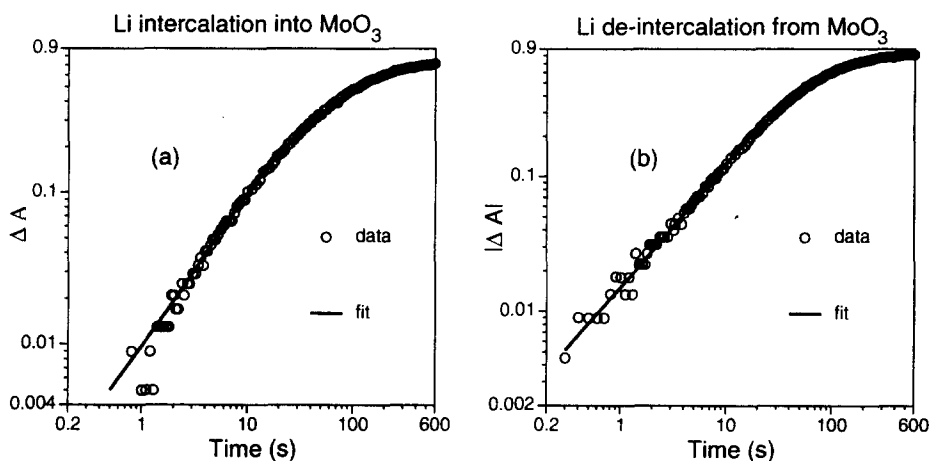 Li intercalation into MoO₃
0.9
0.1
0.01
0.004
Δ A
(a)
data
fit
0.2
1
10
100
600
Time (s)
Li de-intercalation from MoO₃
0.9
0.1
0.01
0.002
|Δ A|
(b)
data
fit
0.2
1
10
100
600
Time (s)